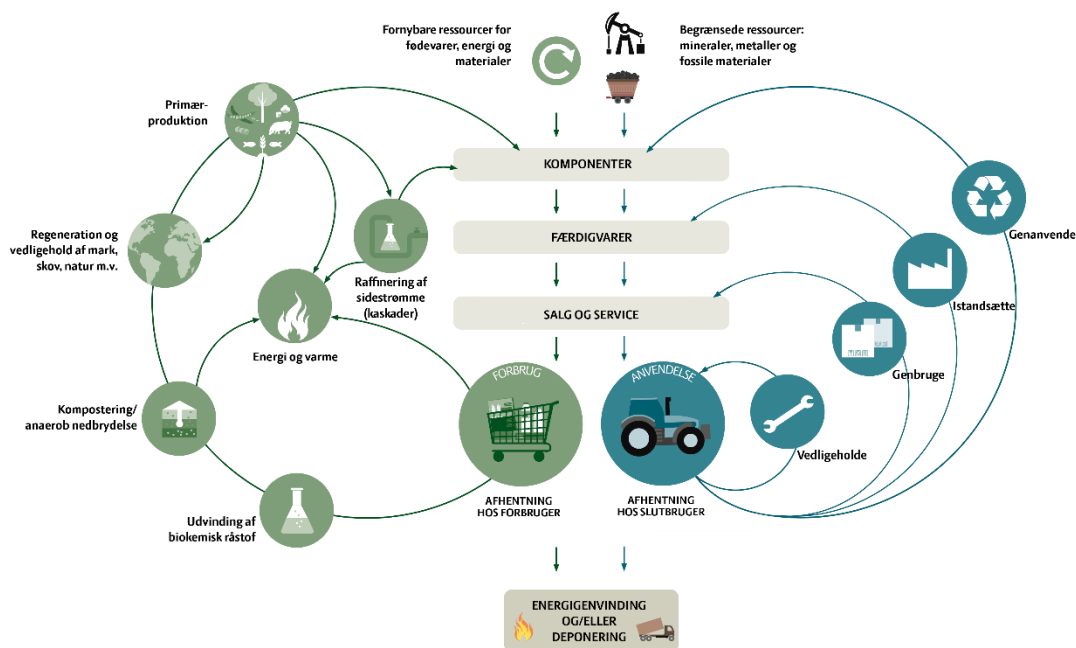 Fornybare ressourcer for
fødevarer, energi og
materialer
Begrænsede ressourcer:
mineraler, metaller og
fossile materialer
Primær-
produktion
KOMPONENTER
Genanvende
Regeneration og
vedligehold af mark,
skov, natur m.v.
FÆRDIGVARER
Raffinering af
sidestrømme
(kaskader)
Istandsætte
SALG OG SERVICE
Energi og varme
Genbruge
FORBRUG
ANVENDELSE
Kompostering/
anaerob nedbrydelse
Vedligeholde
AFHENTNING
HOS FORBRUGER
AFHENTNING
HOS SLUTBRUGER
Udvinding af
biokemisk råstof
ENERGIGENVINDING
OG/ELLER
DEPONERING